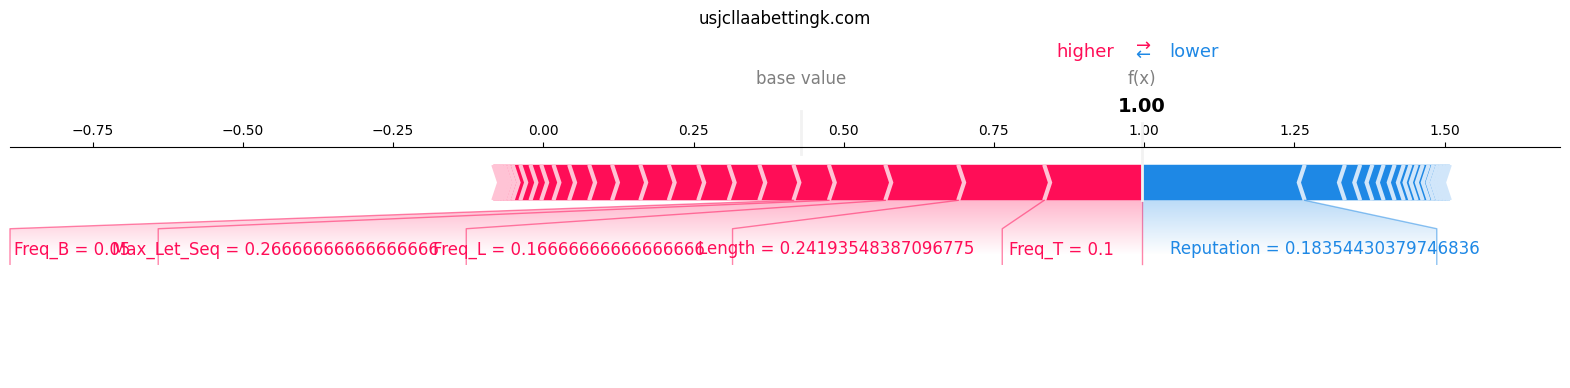 usjcllaabettingk.com
higher ⇄ lower
base value f(x)
1.00
−0.75 −0.50 −0.25 0.00 0.25 0.50 0.75 1.00 1.25 1.50
Freq_B = 0.05 Max_Let_Seq = 0.26666666666666666 Freq_L = 0.16666666666666666 Length = 0.24193548387096775 Freq_T = 0.1 Reputation = 0.18354430379746836